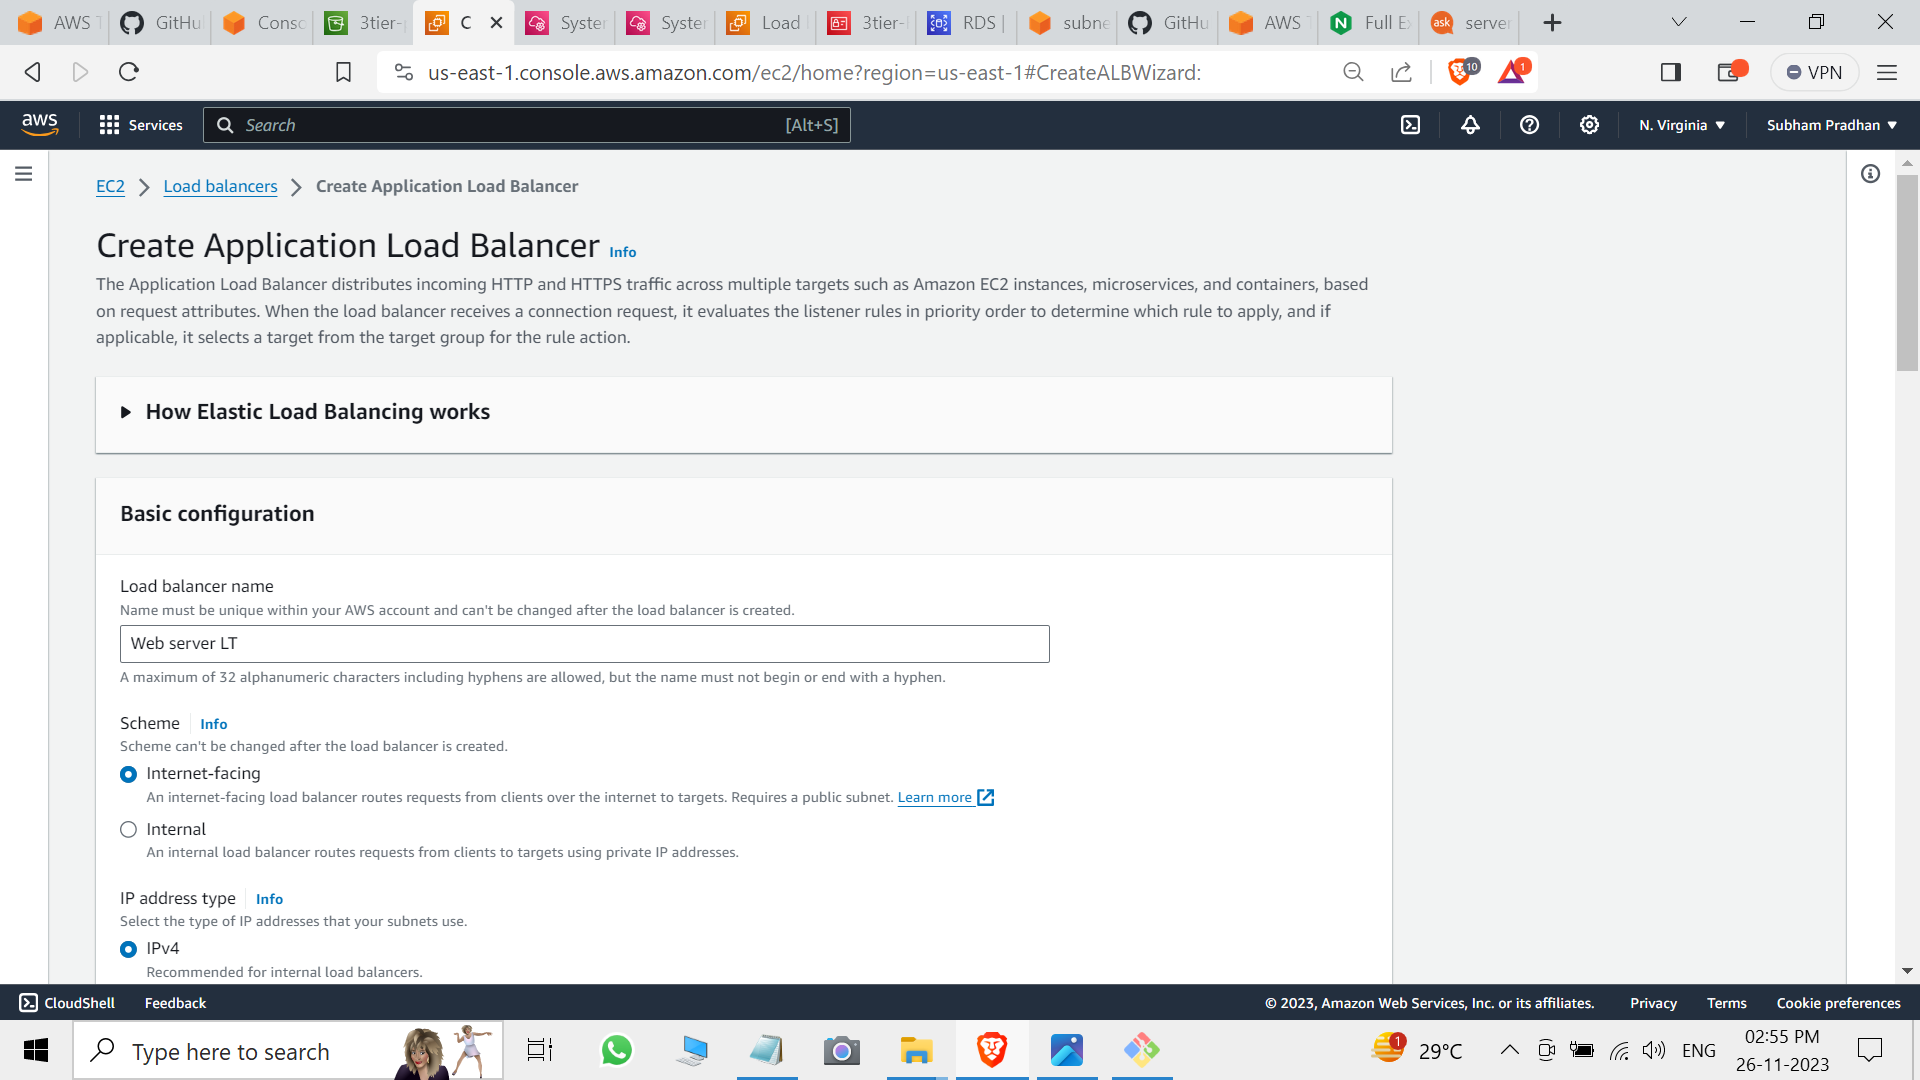 AWS T
GitHu
Conso
3tier-p
C
Syster
Syster
Load
3tier-
RDS |
subne
GitHu
AWS T
Full Ex
ask
server
us-east-1.console.aws.amazon.com/ec2/home?region=us-east-1#CreateALBWizard:
10
1
VPN
aws
Services
Search
[Alt+S]
N. Virginia
Subham Pradhan
EC2
Load balancers
Create Application Load Balancer
Create Application Load Balancer Info
The Application Load Balancer distributes incoming HTTP and HTTPS traffic across multiple targets such as Amazon EC2 instances, microservices, and containers, based
on request attributes. When the load balancer receives a connection request, it evaluates the listener rules in priority order to determine which rule to apply, and if
applicable, it selects a target from the target group for the rule action.
How Elastic Load Balancing works
Basic configuration
Load balancer name
Name must be unique within your AWS account and can't be changed after the load balancer is created.
Web server LT
A maximum of 32 alphanumeric characters including hyphens are allowed, but the name must not begin or end with a hyphen.
Scheme Info
Scheme can't be changed after the load balancer is created.
Internet-facing
An internet-facing load balancer routes requests from clients over the internet to targets. Requires a public subnet. Learn more
Internal
An internal load balancer routes requests from clients to targets using private IP addresses.
IP address type Info
Select the type of IP addresses that your subnets use.
IPv4
Recommended for internal load balancers.
CloudShell
Feedback
© 2023, Amazon Web Services, Inc. or its affiliates.
Privacy
Terms
Cookie preferences
Type here to search
1
29°C
ENG
02:55 PM
26-11-2023